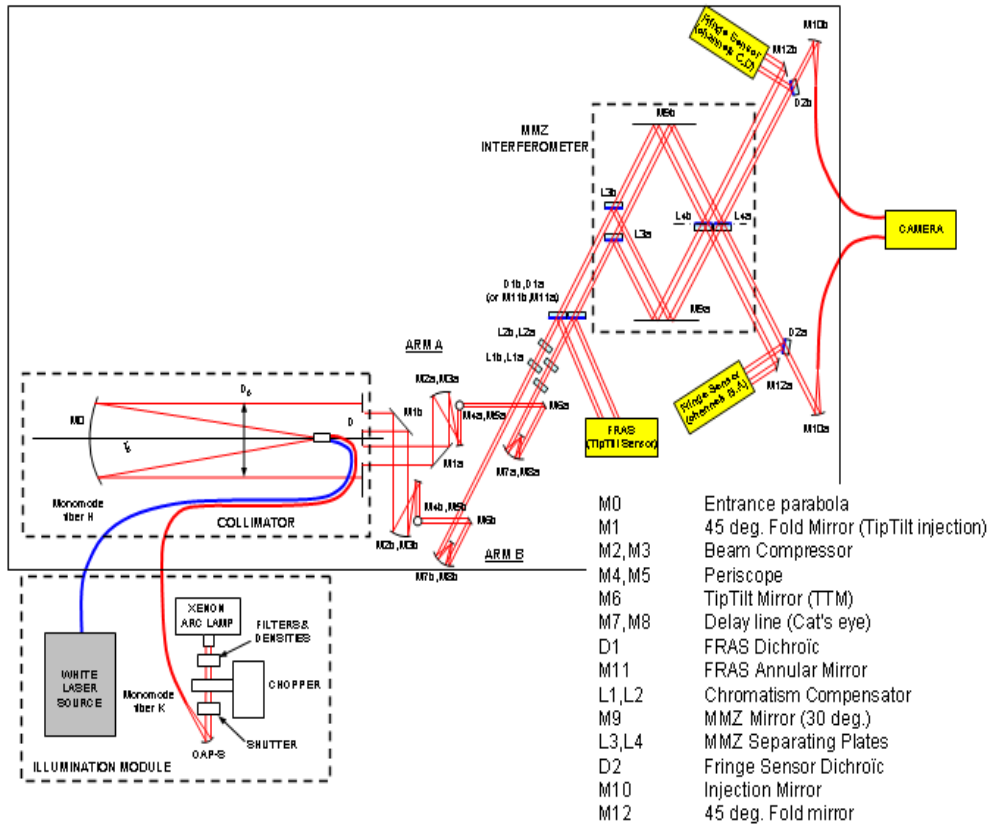 Fringe Sensor
(channels C,D)
M10b
M12b
D2b
MMZ
INTERFEROMETER
M9b
L3b
L4b
L4a
L3a
CAMERA
D1b,D1a
(or M11b,M11a)
M9a
L2b, L2a
D2a
ARM A
L1b, L1a
M2a, M3a
M12a
Fringe Sensor
(channels B,A)
M0
D
M1b
M6a
M4a, M5a
M10a
FRAS
(TipTilt Sensor)
M1a
M7a, M8a
Monomode
fiber H
COLLIMATOR
M4b, M5b
M6b
M2b, M3b
ARM B
M7b, M8b
XENON
ARC LAMP
FILTERS&
DENSITIES
WHITE
LASER
SOURCE
CHOPPER
Monomode
fiber K
SHUTTER
OAP-S
ILLUMINATION MODULE
M0 Entrance parabola
M1 45 deg. Fold Mirror (TipTilt injection)
M2,M3 Beam Compressor
M4,M5 Periscope
M6 TipTilt Mirror (TTM)
M7,M8 Delay line (Cat's eye)
D1 FRAS Dichroïc
M11 FRAS Annular Mirror
L1,L2 Chromatism Compensator
M9 MMZ Mirror (30 deg.)
L3,L4 MMZ Separating Plates
D2 Fringe Sensor Dichroïc
M10 Injection Mirror
M12 45 deg. Fold mirror